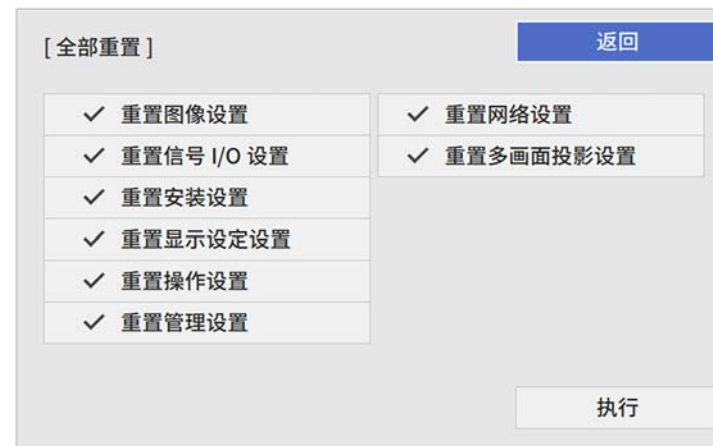 [ 全部重置 ]
返回
✓ 重置图像设置
✓ 重置信号 I/O 设置
✓ 重置安装设置
✓ 重置显示设定设置
✓ 重置操作设置
✓ 重置管理设置
✓ 重置网络设置
✓ 重置多画面投影设置
执行